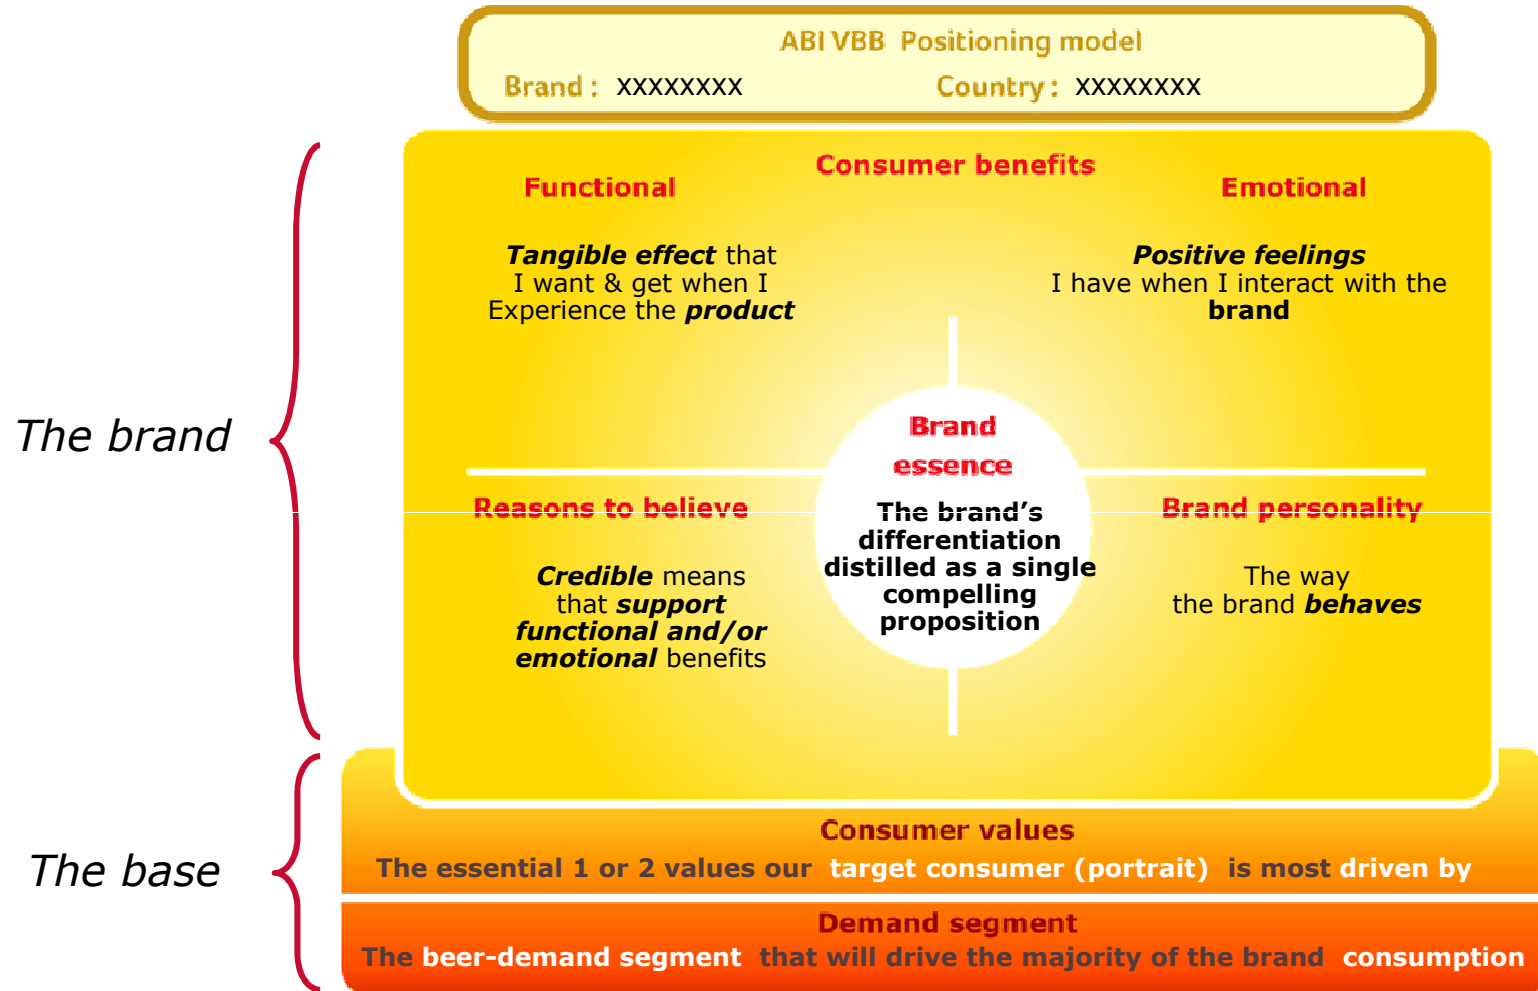 ABI VBB Positioning model
Brand : XXXXXXXX Country : XXXXXXXX
Consumer benefits
Functional
Emotional
Tangible effect that
I want & get when I
Experience the product
Positive feelings
I have when I interact with the
brand
The brand
Brand
essence
The brand’s
differentiation
distilled as a single
compelling
proposition
Reasons to believe
Credible means
that support
functional and/or
emotional benefits
Brand personality
The way
the brand behaves
The base
Consumer values
The essential 1 or 2 values our target consumer (portrait) is most driven by
Demand segment
The beer-demand segment that will drive the majority of the brand consumption